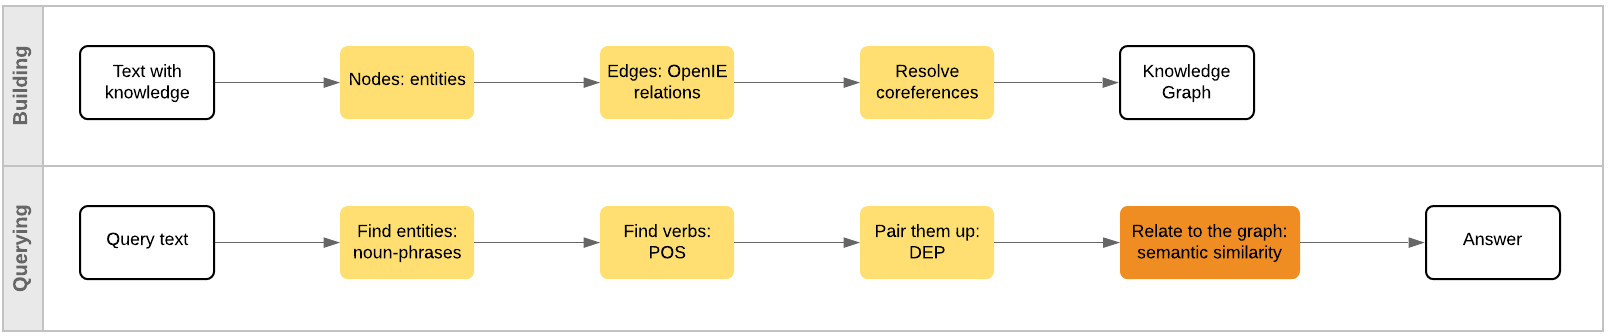 Building
Text with
knowledge
Nodes: entities
Edges: OpenIE
relations
Resolve
coreferences
Knowledge
Graph
Querying
Query text
Find entities:
noun-phrases
Find verbs:
POS
Pair them up:
DEP
Relate to the graph:
semantic similarity
Answer